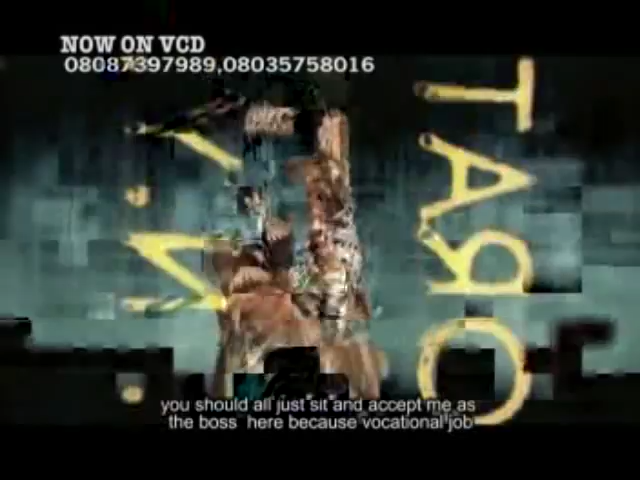 NOW ON VCD
08087397989,08035758016
you should all just sit and accept me as
the boss here because vocational job